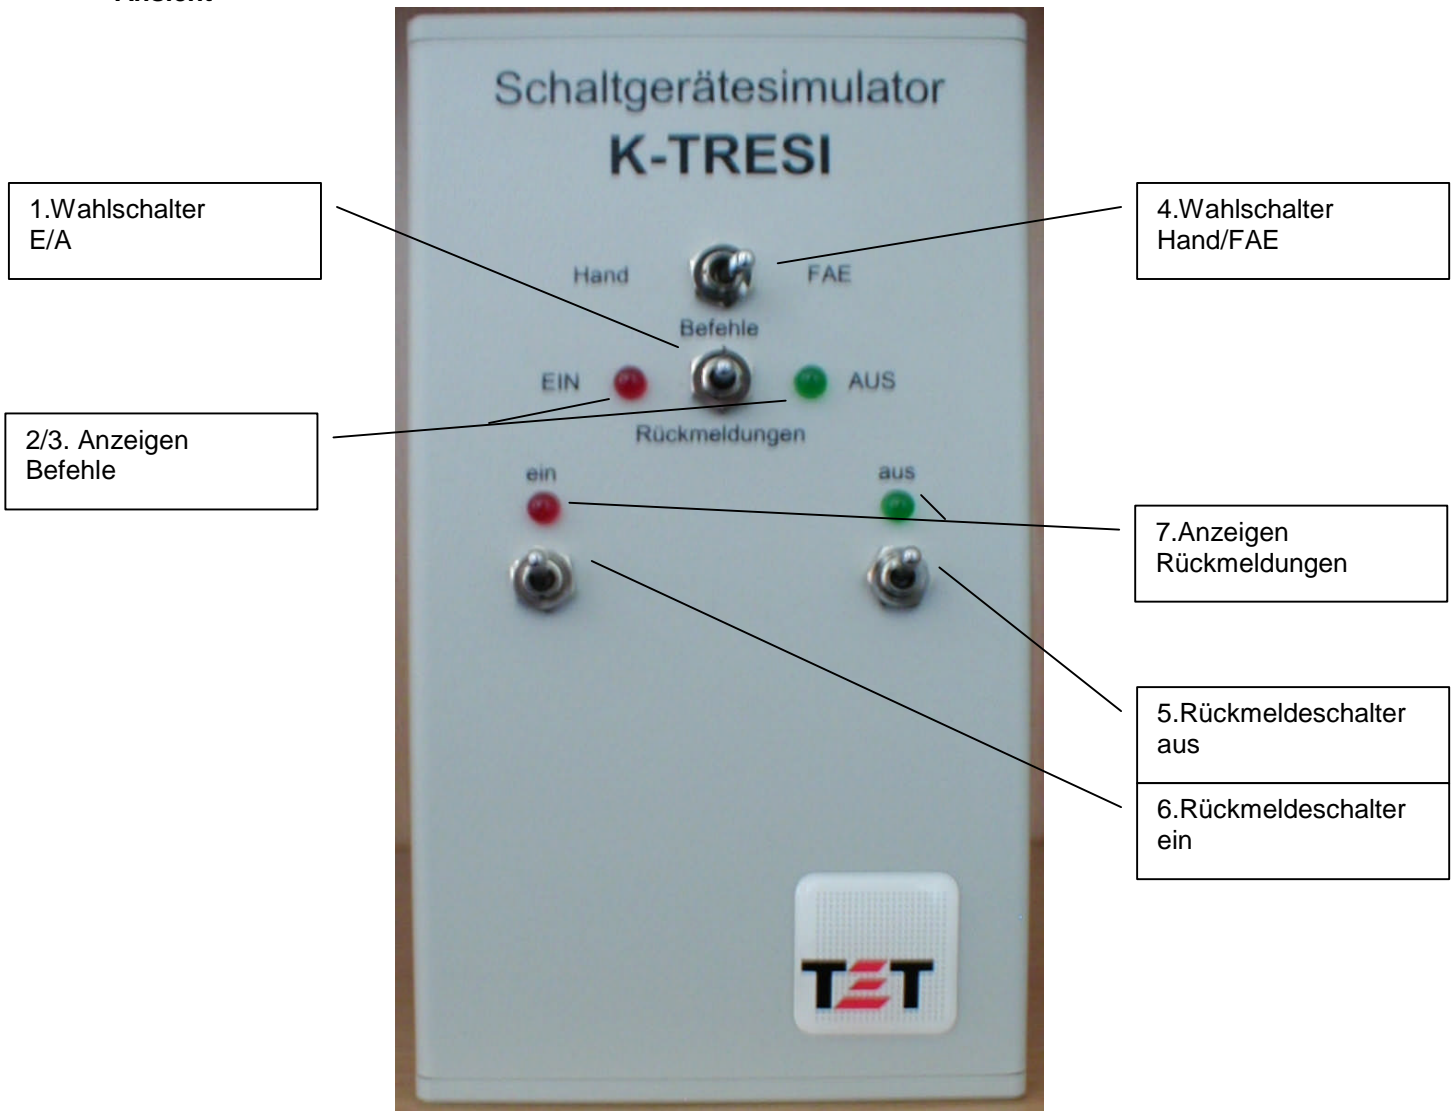 Ansicht
Schaltgerätesimulator
K-TRESI
1.Wahlschalter
E/A
4.Wahlschalter
Hand/FAE
Hand
FAE
Befehle
EIN
AUS
Rückmeldungen
2/3. Anzeigen
Befehle
ein
aus
7.Anzeigen
Rückmeldungen
5.Rückmeldeschalter
aus
6.Rückmeldeschalter
ein
TET